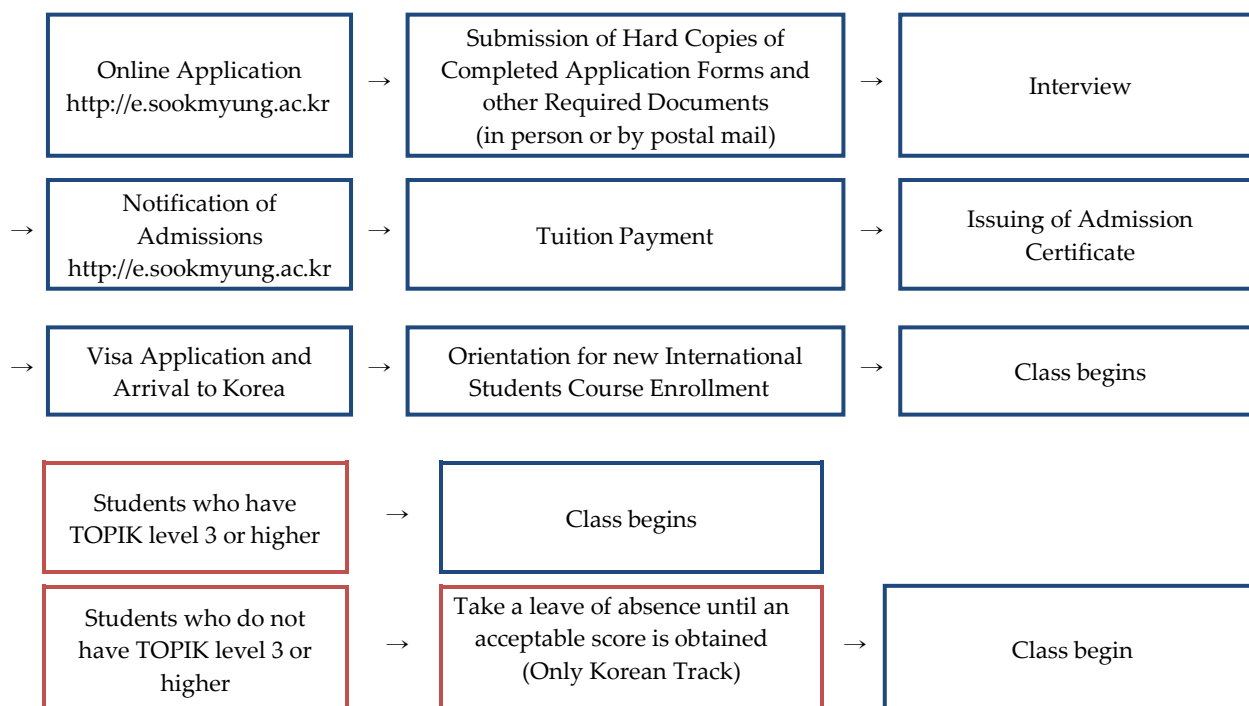 Online Application
http://e.sookmyung.ac.kr
→
Submission of Hard Copies of
Completed Application Forms and
other Required Documents
(in person or by postal mail)
→
Interview
→
Notification of
Admissions
http://e.sookmyung.ac.kr
→
Tuition Payment
→
Issuing of Admission
Certificate
→
Visa Application and
Arrival to Korea
→
Orientation for new International
Students Course Enrollment
→
Class begins
Students who have
TOPIK level 3 or higher
→
Class begins
Students who do not
have TOPIK level 3 or
higher
→
Take a leave of absence until an
acceptable score is obtained
(Only Korean Track)
→
Class begin